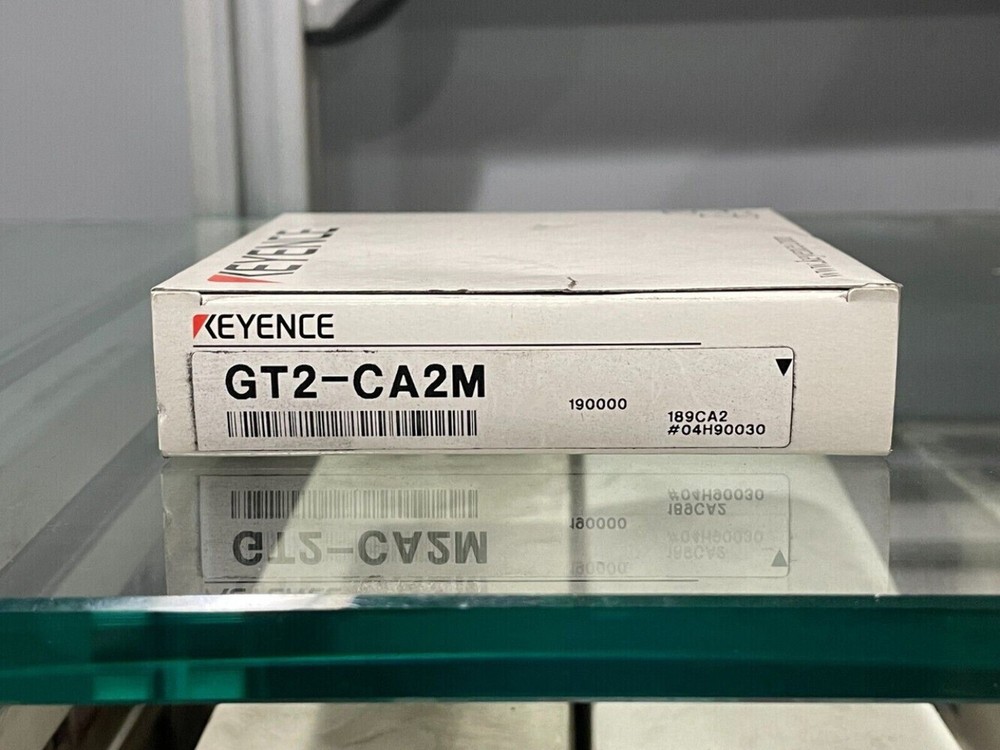 KEYENCE
KEYENCE
GT2-CA2M
190000
189CA2
#04H90030